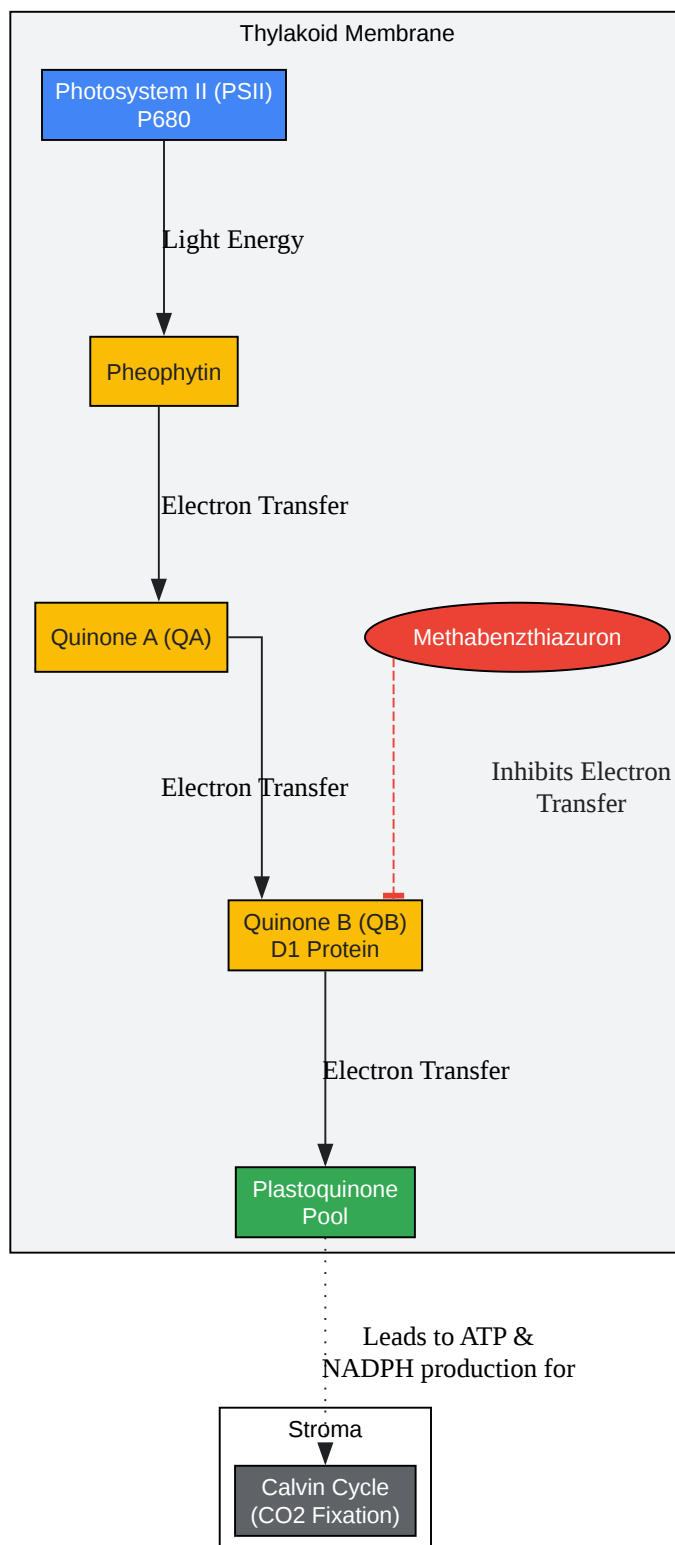 Thylakoid Membrane
Photosystem II (PSII)
P680
Light Energy
Pheophytin
Electron Transfer
Quinone A (QA)
Methabenzthiazuron
Electron Transfer
Inhibits Electron
Transfer
Quinone B (QB)
D1 Protein
Electron Transfer
Plastoquinone
Pool
Leads to ATP &
NADPH production for
Stroma
Calvin Cycle
(CO2 Fixation)